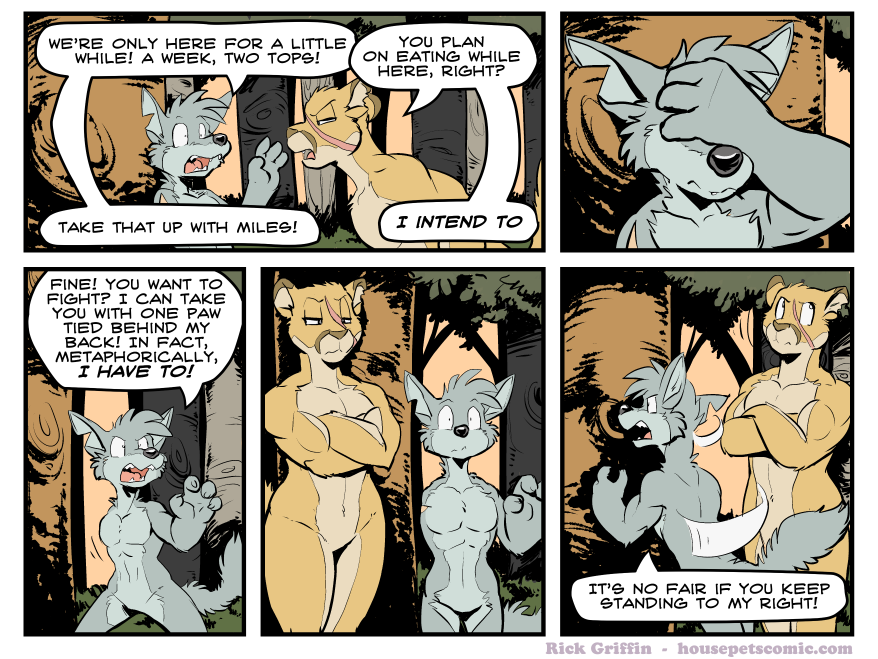 WE'RE ONLY HERE FOR A LITTLE
WHILE! A WEEK, TWO TOPS!
YOU PLAN
ON EATING WHILE
HERE, RIGHT?
TAKE THAT UP WITH MILES!
I INTEND TO
FINE! YOU WANT TO
FIGHT? I CAN TAKE
YOU WITH ONE PAW
TIED BEHIND MY
BACK! IN FACT,
METAPHORICALLY,
I HAVE TO!
IT'S NO FAIR IF YOU KEEP
STANDING TO MY RIGHT!
Rick Griffin - housepetscomic.com